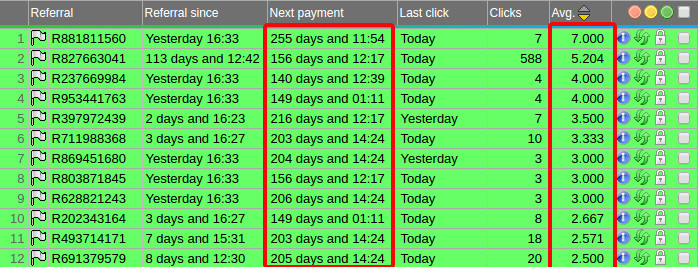 Referral Referral since Next payment Last click Clicks Avg.
1 R881811560 Yesterday 16:33 255 days and 11:54 Today 7 7.000
2 R827663041 113 days and 12:42 156 days and 12:17 Today 588 5.204
3 R237669984 Yesterday 16:33 140 days and 12:39 Today 4 4.000
4 R953441763 Yesterday 16:33 149 days and 01:11 Today 4 4.000
5 R397972439 2 days and 16:23 216 days and 12:17 Yesterday 7 3.500
6 R711988368 3 days and 16:27 203 days and 14:24 Today 10 3.333
7 R869451680 Yesterday 16:33 204 days and 14:24 Yesterday 3 3.000
8 R803871845 Yesterday 16:33 156 days and 12:17 Today 3 3.000
9 R628821243 Yesterday 16:33 206 days and 14:24 Today 3 3.000
10 R202343164 3 days and 16:27 149 days and 01:11 Today 8 2.667
11 R493714171 7 days and 15:31 203 days and 14:24 Today 18 2.571
12 R691379579 8 days and 12:30 205 days and 14:24 Today 20 2.500